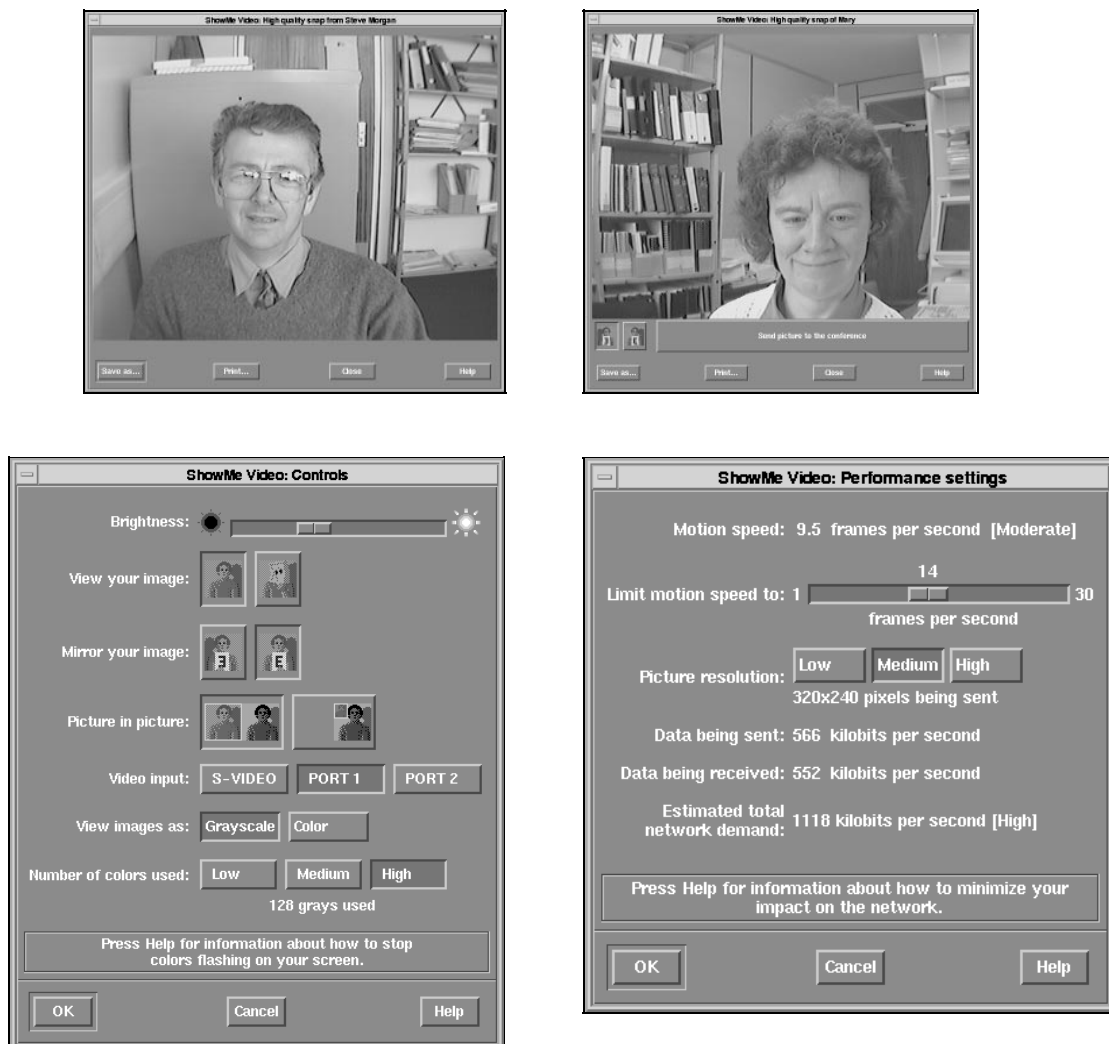 ShowMe Video: High quality snap from Steve Morgan
Save as...
Print...
Close
Help
ShowMe Video: High quality snap of Mary
Send picture to the conference
Save as...
Print...
Close
Help
ShowMe Video: Controls
Brightness:
View your image:
Mirror your image:
E E
Picture in picture:
Video input: S-VIDEO PORT 1 PORT 2
View images as: Grayscale Color
Number of colors used: Low Medium High
128 grays used
Press Help for information about how to stop
colors flashing on your screen.
OK Cancel Help
ShowMe Video: Performance settings
Motion speed: 9.5 frames per second [Moderate]
14
Limit motion speed to: 1 30
frames per second
Picture resolution: Low Medium High
320x240 pixels being sent
Data being sent: 566 kilobits per second
Data being received: 552 kilobits per second
Estimated total
network demand: 1118 kilobits per second [High]
Press Help for information about how to minimize your
impact on the network.
OK Cancel Help